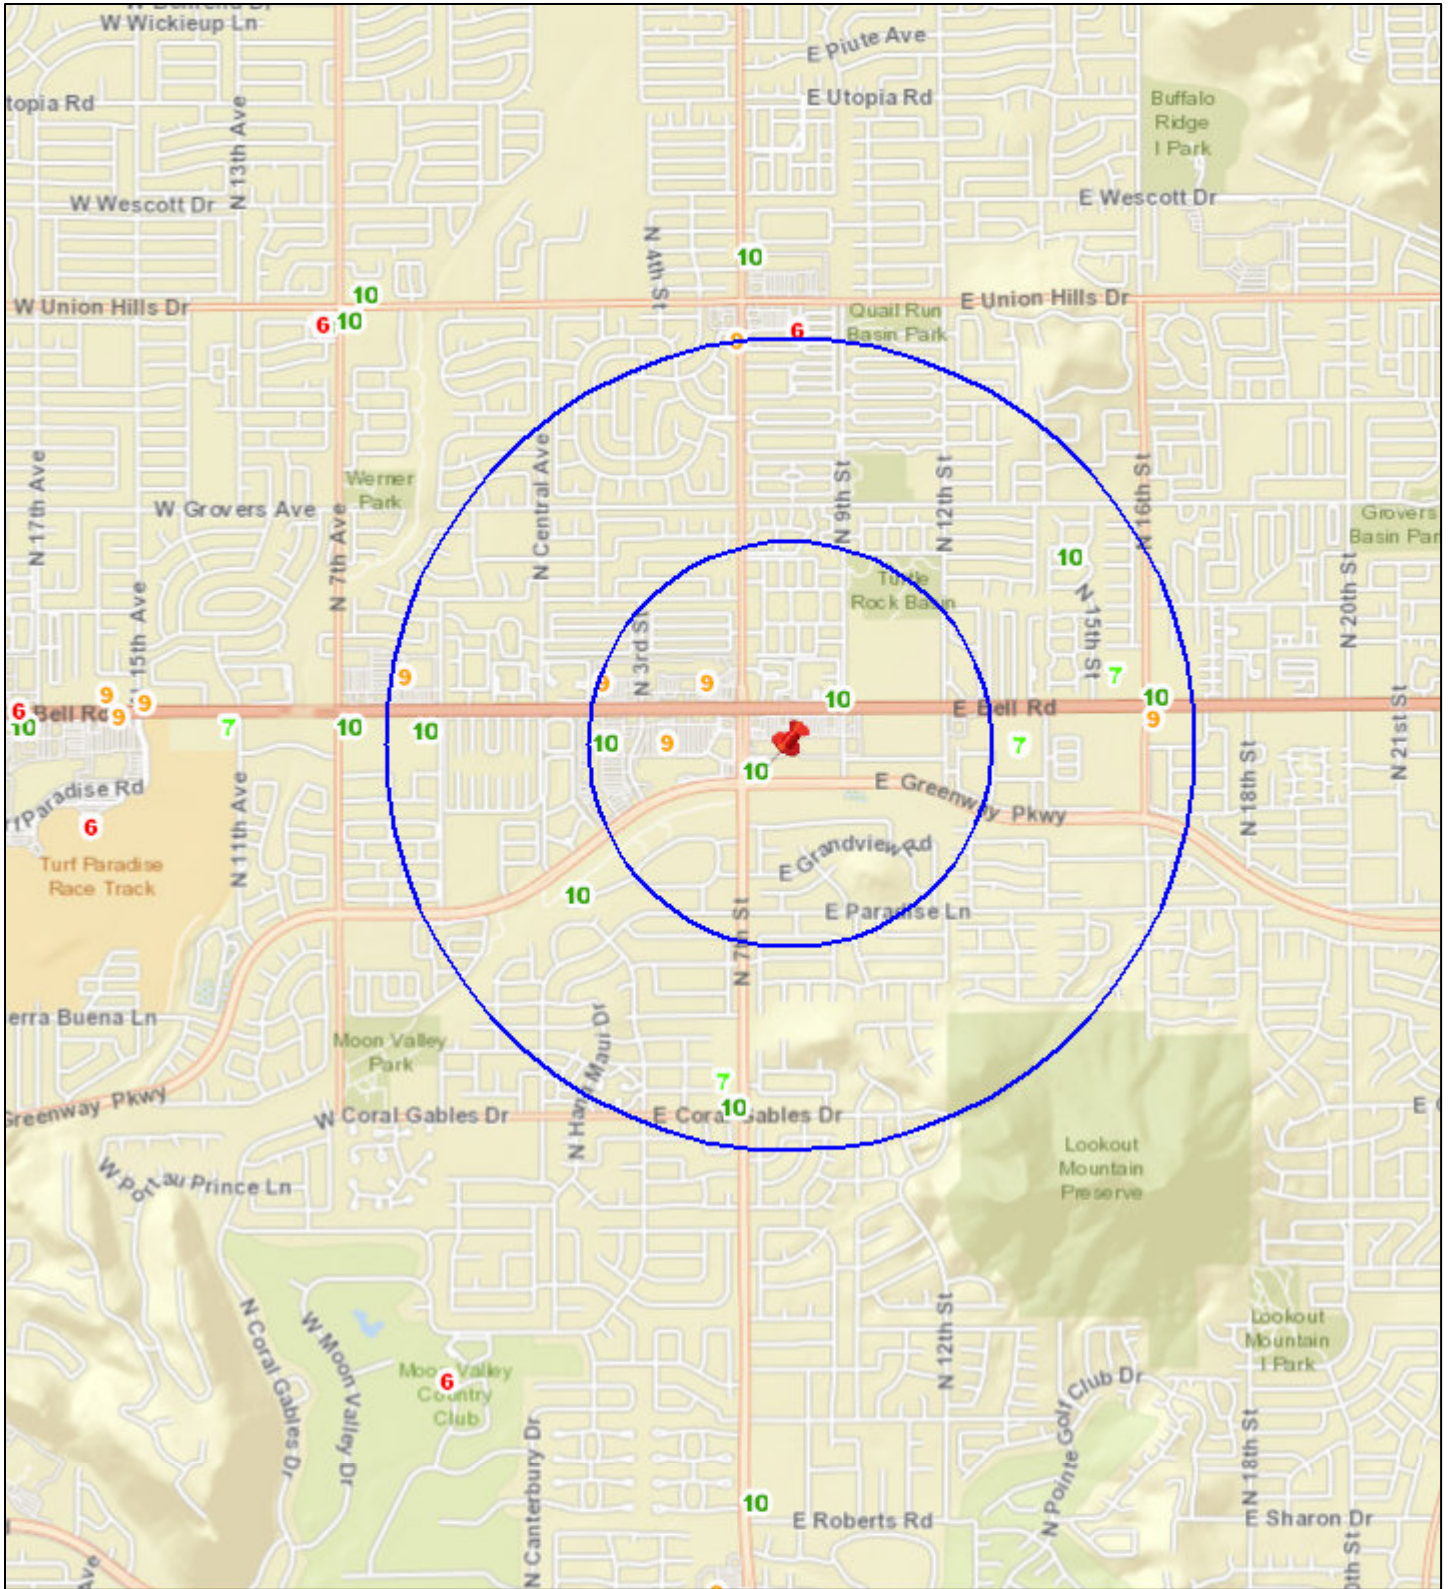 W Wickieup Ln
E Piute Ave
topia Rd
E Utopia Rd
Buffalo
Ridge
I Park
N 13th Ave
W Wescott Dr
E Wescott Dr
N 4th St
10
10
W Union Hills Dr
E Union Hills Dr
6
10
9
6
Quail Run
Basin Park
N 17th Ave
Werner
Park
N Central Ave
N 9th St
N 12th St
N 16th St
W Grovers Ave
N 7th Ave
Grovers
Basin Par
10
Turtle
Rock Basin
N 15th Ave
N 3rd St
N 15th St
N 20th St
9
9
9
9
9
9
7
10
10
6
10
Bell Rd
7
10
10
E Bell Rd
9
N 21st St
10
9
7
10
rf Paradise Rd
6
E Greenway Pkwy
N 18th St
Turf Paradise
Race Track
N 11th Ave
E Grandview Rd
10
E Paradise Ln
N 7th St
erra Buena Ln
Moon Valley
Park
N Hana Maui Dr
7
10
Greenway Pkwy
W Coral Gables Dr
E Coral Gables Dr
E
Lookout
Mountain
Preserve
W Port au Prince Ln
N Coral Gables Dr
W Moon Valley Dr
Moon Valley
Country
Club
6
N 12th St
Lookout
Mountain
I Park
N Pointe Golf Club Dr
N Canterbury Dr
N 18th St
10
E Roberts Rd
E Sharon Dr
Ave
0th St
9